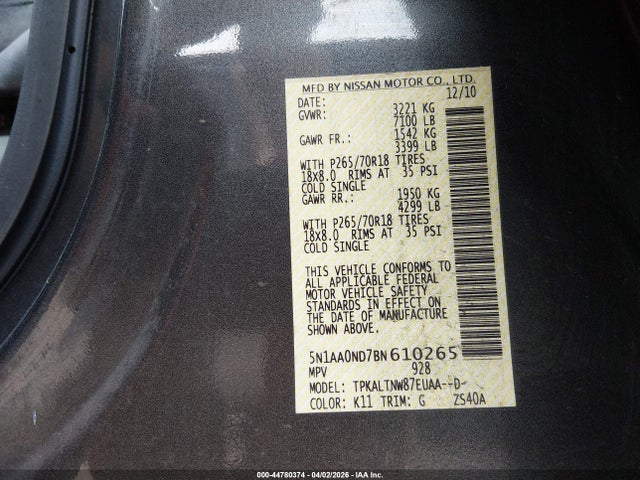 MFD BY NISSAN MOTOR CO., LTD.
DATE: 12/10
GVWR: 3221 KG
7100 LB
GAWR FR.: 1542 KG
3399 LB
WITH P265/70R18 TIRES
18X8.0 RIMS AT 35 PSI
COLD SINGLE
GAWR RR.: 1950 KG
4299 LB
WITH P265/70R18 TIRES
18X8.0 RIMS AT 35 PSI
COLD SINGLE
THIS VEHICLE CONFORMS TO
ALL APPLICABLE FEDERAL
MOTOR VEHICLE SAFETY
STANDARDS IN EFFECT ON
THE DATE OF MANUFACTURE
SHOWN ABOVE.
5N1AA0ND7BN610265
MPV 928
MODEL: TPKALTNW87EUAA--D-
COLOR: K11 TRIM: G ZS40A
000-44780374 | 04/02/2026 | IAA Inc.